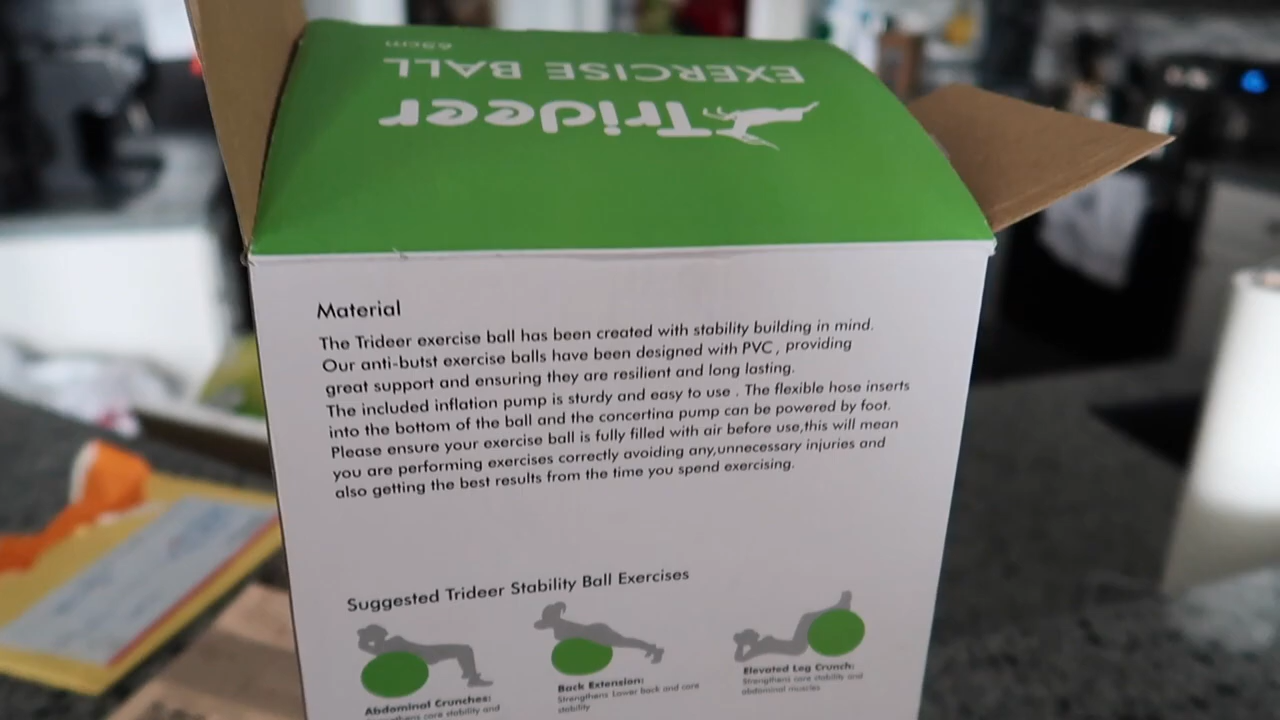 65cm
EXERCISE BALL
Trideer
Material
The Trideer exercise ball has been created with stability building in mind.
Our anti-butst exercise balls have been designed with PVC , providing
great support and ensuring they are resilient and long lasting.
The included inflation pump is sturdy and easy to use . The flexible hose inserts
into the bottom of the ball and the concertina pump can be powered by foot.
Please ensure your exercise ball is fully filled with air before use,this will mean
you are performing exercises correctly avoiding any,unnecessary injuries and
also getting the best results from the time you spend exercising.
Suggested Trideer Stability Ball Exercises
Abdominal Crunches:
Strengthens core stability and
Back Extension:
Strengthens Lower back and core
stability
Elevated Leg Crunch:
Strengthens core stability and
abdominal muscles